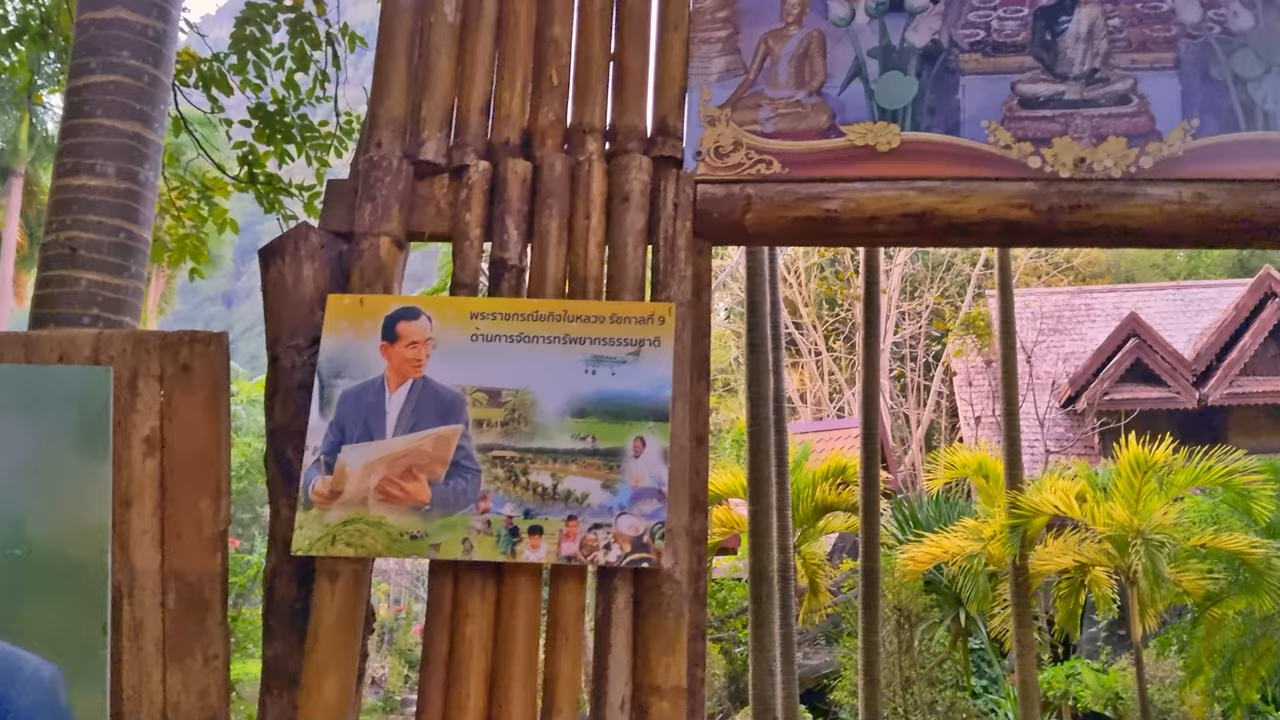 พระราชกรณียกิจในหลวง รัชกาลที่ 9
ด้านการจัดการทรัพยากรธรรมชาติ